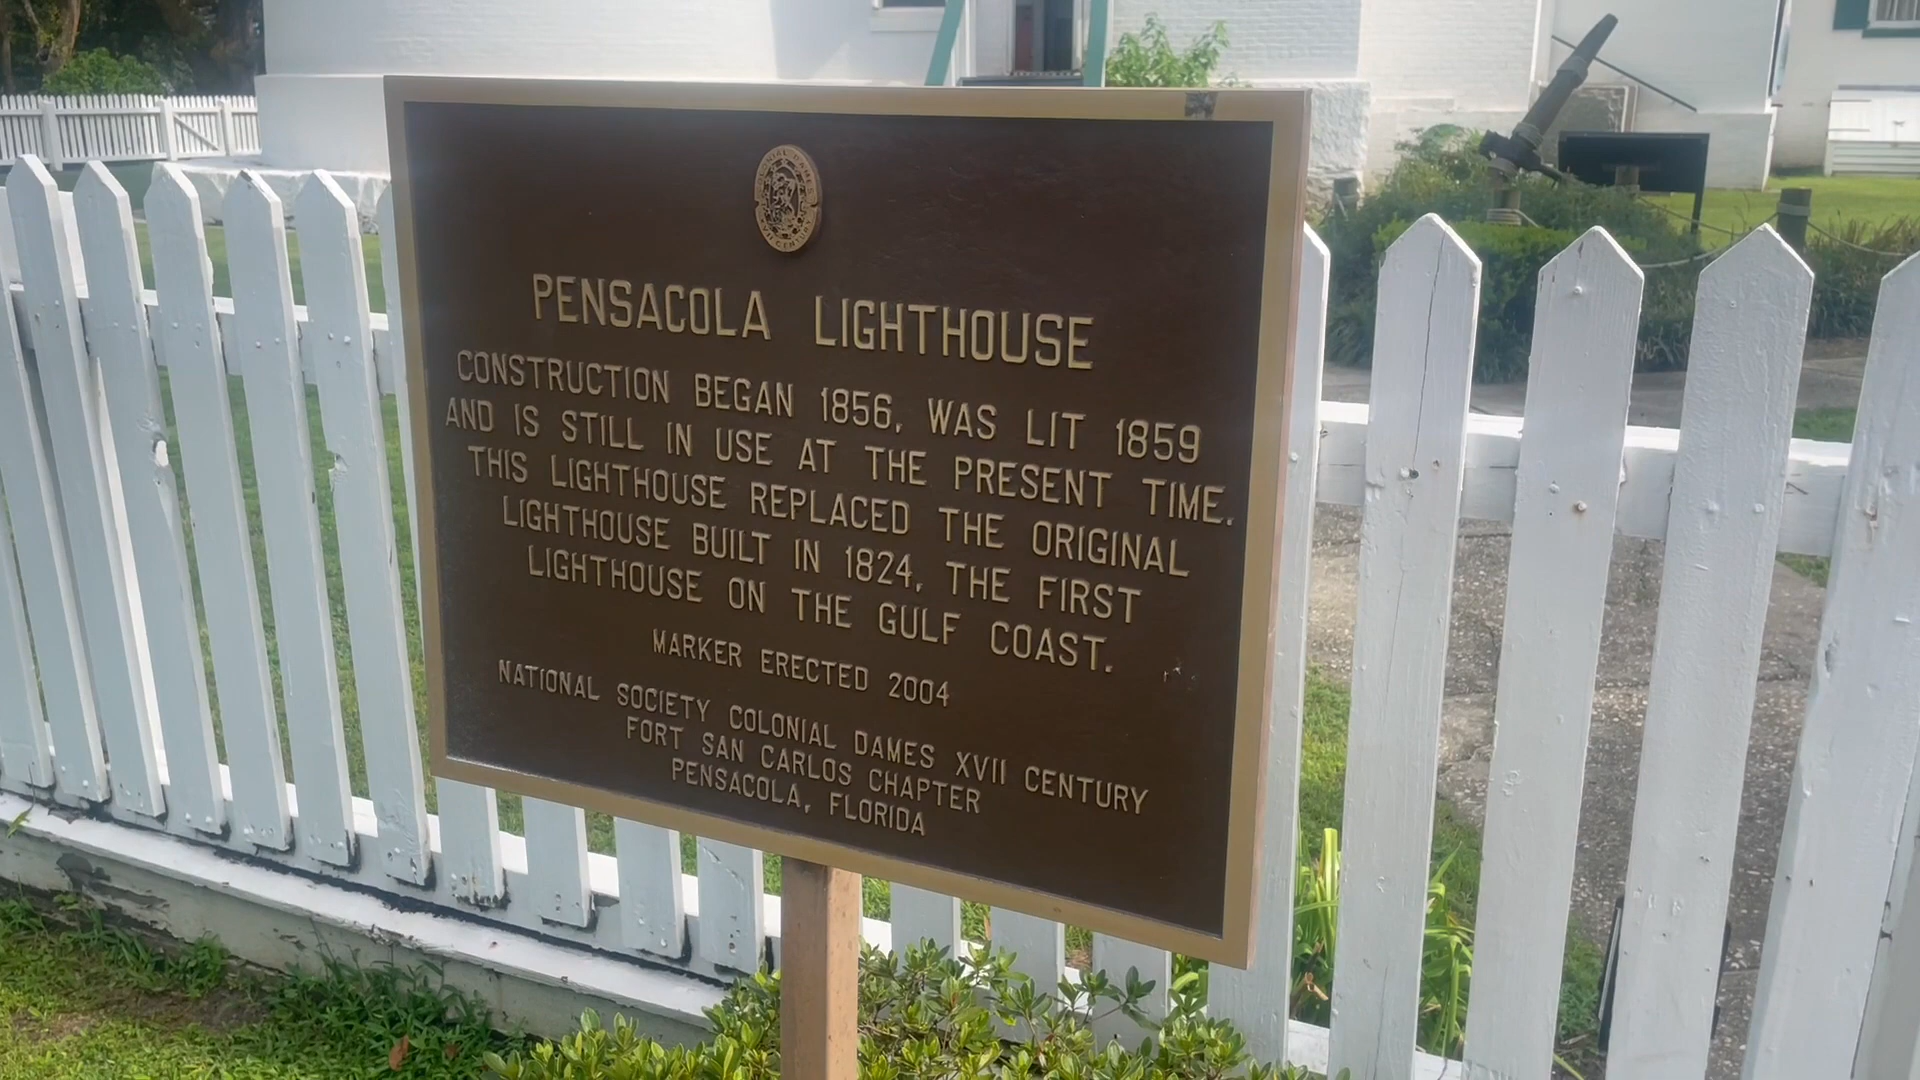 PENSACOLA LIGHTHOUSE
CONSTRUCTION BEGAN 1856, WAS LIT 1859
AND IS STILL IN USE AT THE PRESENT TIME.
THIS LIGHTHOUSE REPLACED THE ORIGINAL
LIGHTHOUSE BUILT IN 1824, THE FIRST
LIGHTHOUSE ON THE GULF COAST.
MARKER ERECTED 2004
NATIONAL SOCIETY COLONIAL DAMES XVII CENTURY
FORT SAN CARLOS CHAPTER
PENSACOLA, FLORIDA